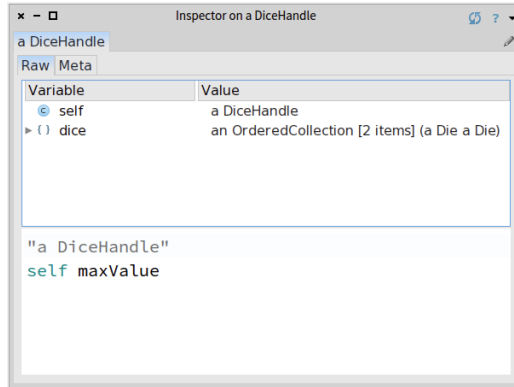 Inspector on a DiceHandle ?
a DiceHandle
Raw Meta
Variable Value
self a DiceHandle
( ) dice an OrderedCollection [2 items] (a Die a Die)
"a DiceHandle"
self maxValue